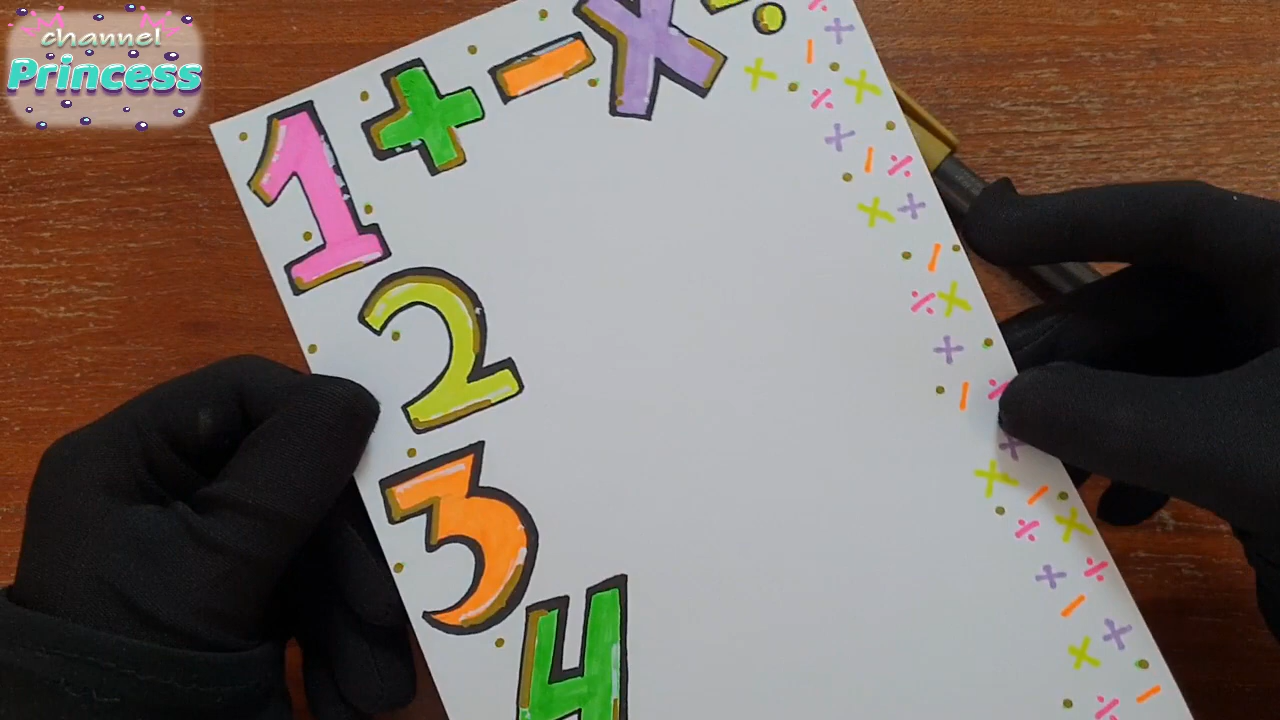 channel
Princess
1 + - x ÷
2
3
4